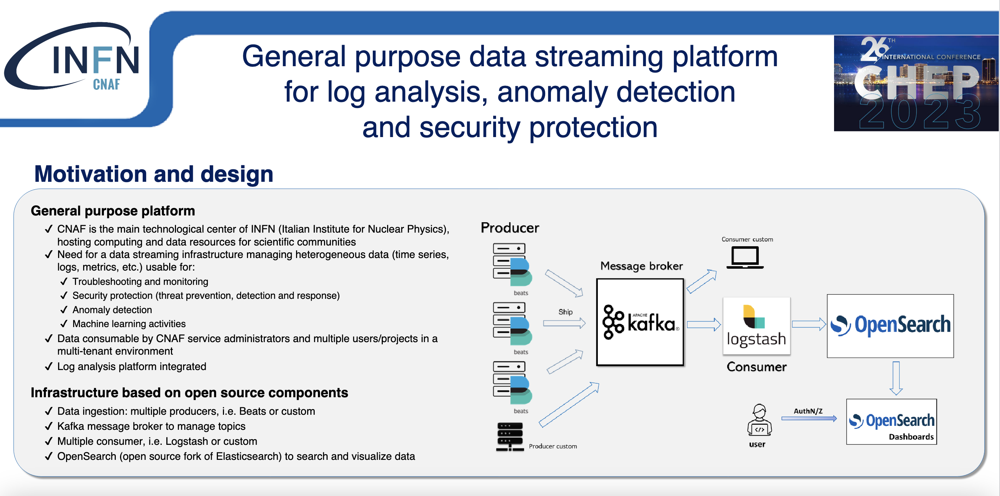 INFN
CNAF
General purpose data streaming platform
for log analysis, anomaly detection
and security protection
26TH
INTERNATIONAL CONFERENCE
CHEP
2023
Motivation and design
General purpose platform
✓ CNAF is the main technological center of INFN (Italian Institute for Nuclear Physics),
hosting computing and data resources for scientific communities
✓ Need for a data streaming infrastructure managing heterogeneous data (time series,
logs, metrics, etc.) usable for:
✓ Troubleshooting and monitoring
✓ Security protection (threat prevention, detection and response)
✓ Anomaly detection
✓ Machine learning activities
✓ Data consumable by CNAF service administrators and multiple users/projects in a
multi-tenant environment
✓ Log analysis platform integrated
Infrastructure based on open source components
✓ Data ingestion: multiple producers, i.e. Beats or custom
✓ Kafka message broker to manage topics
✓ Multiple consumer, i.e. Logstash or custom
✓ OpenSearch (open source fork of Elasticsearch) to search and visualize data
Producer
beats
beats
beats
Producer custom
Ship
Message broker
APACHE
kafka®
Consumer custom
logstash
Consumer
OpenSearch
user
</>
AuthN/Z
OpenSearch
Dashboards